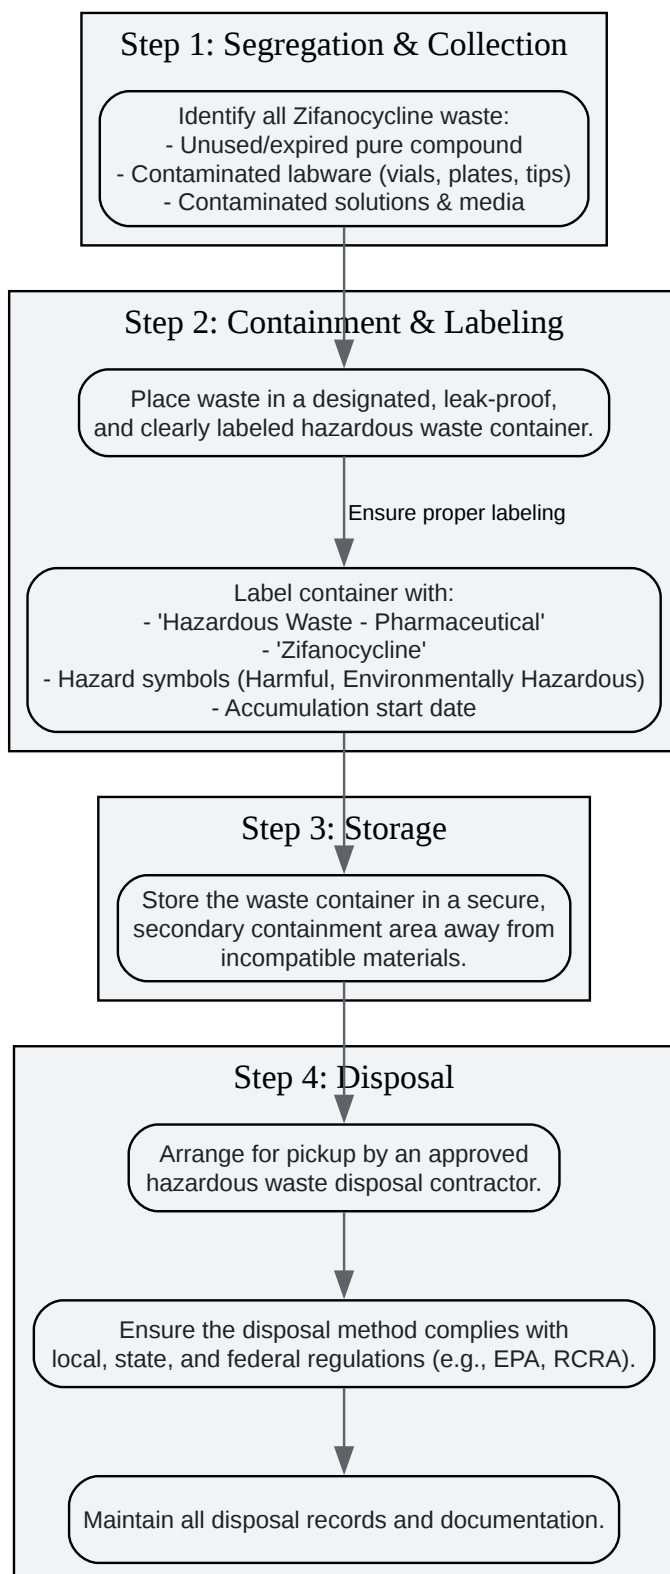 Step 1: Segregation & Collection
Identify all Zifanocycline waste:
- Unused/expired pure compound
- Contaminated labware (vials, plates, tips)
- Contaminated solutions & media
Step 2: Containment & Labeling
Place waste in a designated, leak-proof,
and clearly labeled hazardous waste container.
Ensure proper labeling
Label container with:
- 'Hazardous Waste - Pharmaceutical'
- 'Zifanocycline'
- Hazard symbols (Harmful, Environmentally Hazardous)
- Accumulation start date
Step 3: Storage
Store the waste container in a secure,
secondary containment area away from
incompatible materials.
Step 4: Disposal
Arrange for pickup by an approved
hazardous waste disposal contractor.
Ensure the disposal method complies with
local, state, and federal regulations (e.g., EPA, RCRA).
Maintain all disposal records and documentation.